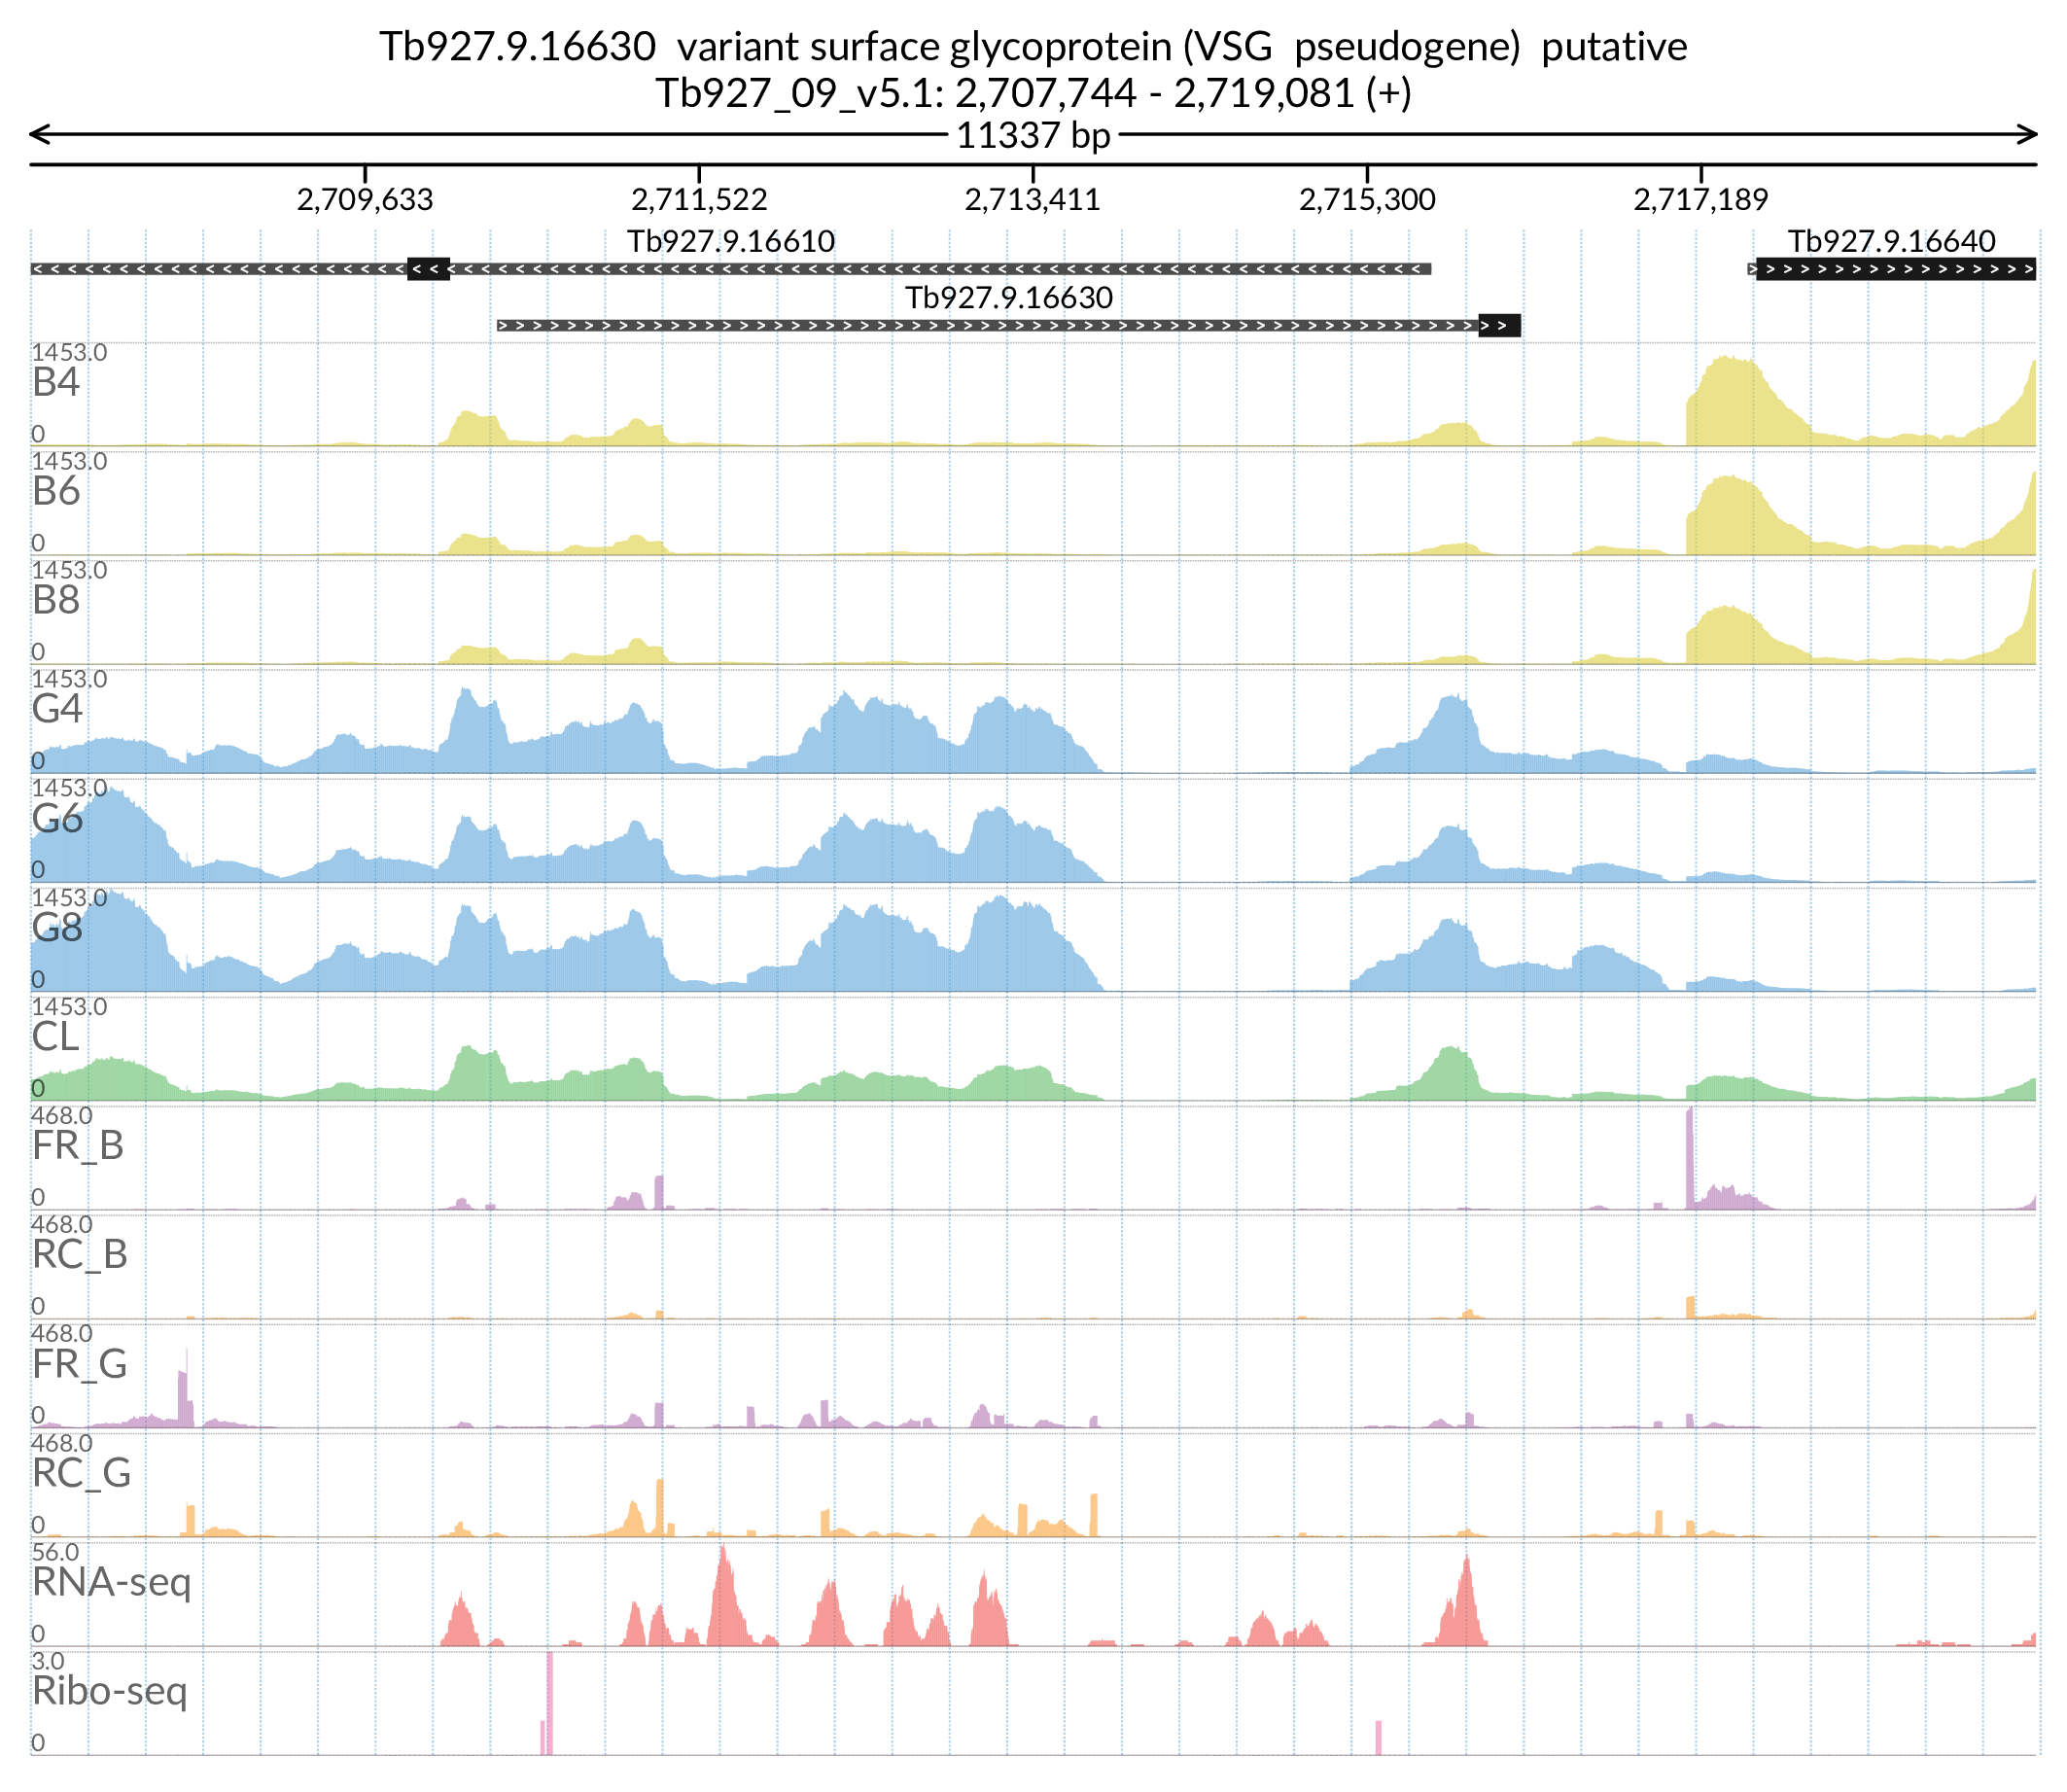 Tb927.9.16630 variant surface glycoprotein (VSG pseudogene) putative
Tb927_09_v5.1: 2,707,744 - 2,719,081 (+)
11337 bp
2,709,633 2,711,522 2,713,411 2,715,300 2,717,189
Tb927.9.16610 Tb927.9.16640
Tb927.9.16630
1453.0
B4
0
1453.0
B6
0
1453.0
B8
0
1453.0
G4
0
1453.0
G6
0
1453.0
G8
0
1453.0
CL
0
468.0
FR_B
0
468.0
RC_B
0
468.0
FR_G
0
468.0
RC_G
0
56.0
RNA-seq
0
3.0
Ribo-seq
0